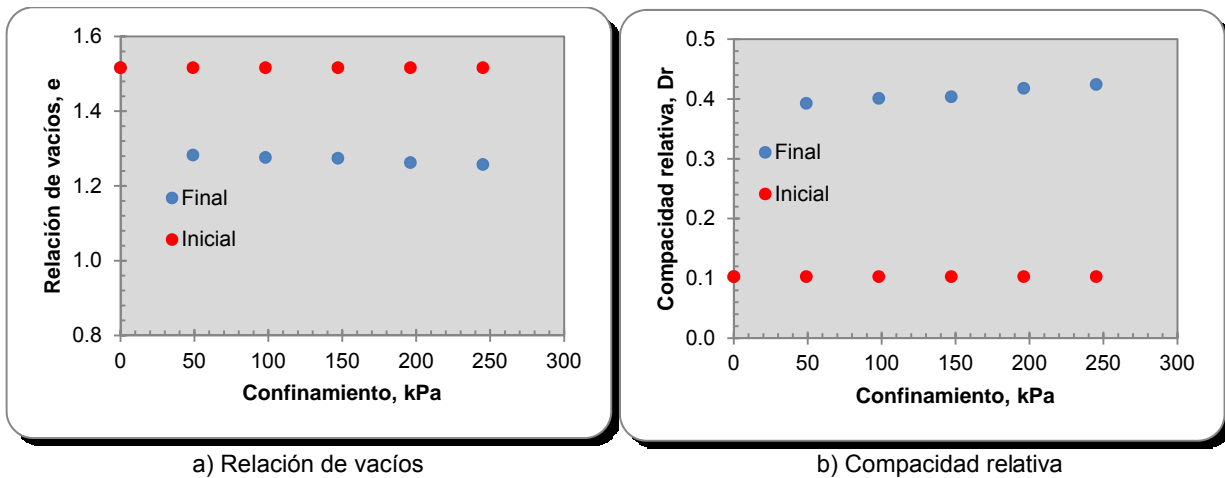 Relación de vacíos, e
1.6
1.4
1.2
1.0
0.8
Final
Inicial
0 50 100 150 200 250 300
Confinamiento, kPa
a) Relación de vacíos
Compacidad relativa, Dr
0.5
0.4
0.3
0.2
0.1
0.0
Final
Inicial
0 50 100 150 200 250 300
Confinamiento, kPa
b) Compacidad relativa